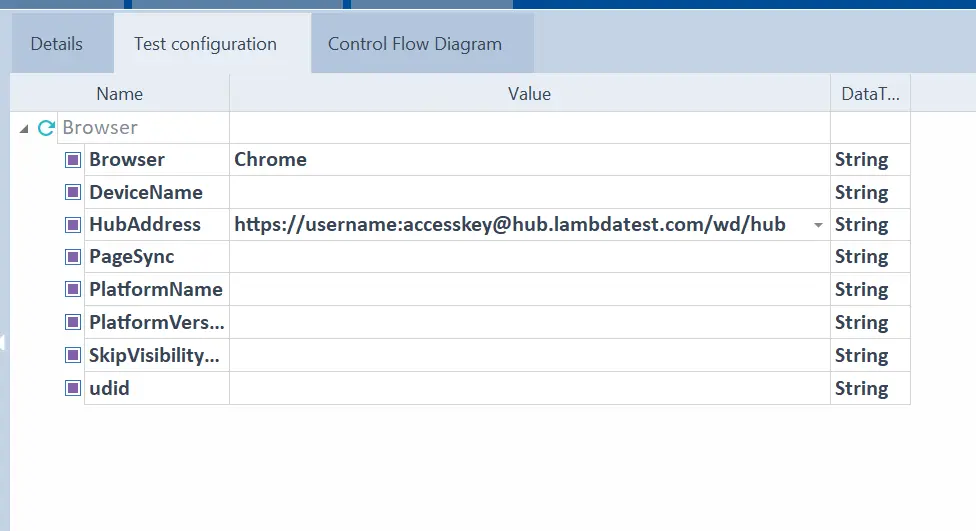 Details Test configuration Control Flow Diagram
Name Value DataT...
Browser
Browser Chrome String
DeviceName String
HubAddress https://username:accesskey@hub.lambdatest.com/wd/hub String
PageSync String
PlatformName String
PlatformVers... String
SkipVisibility... String
udid String